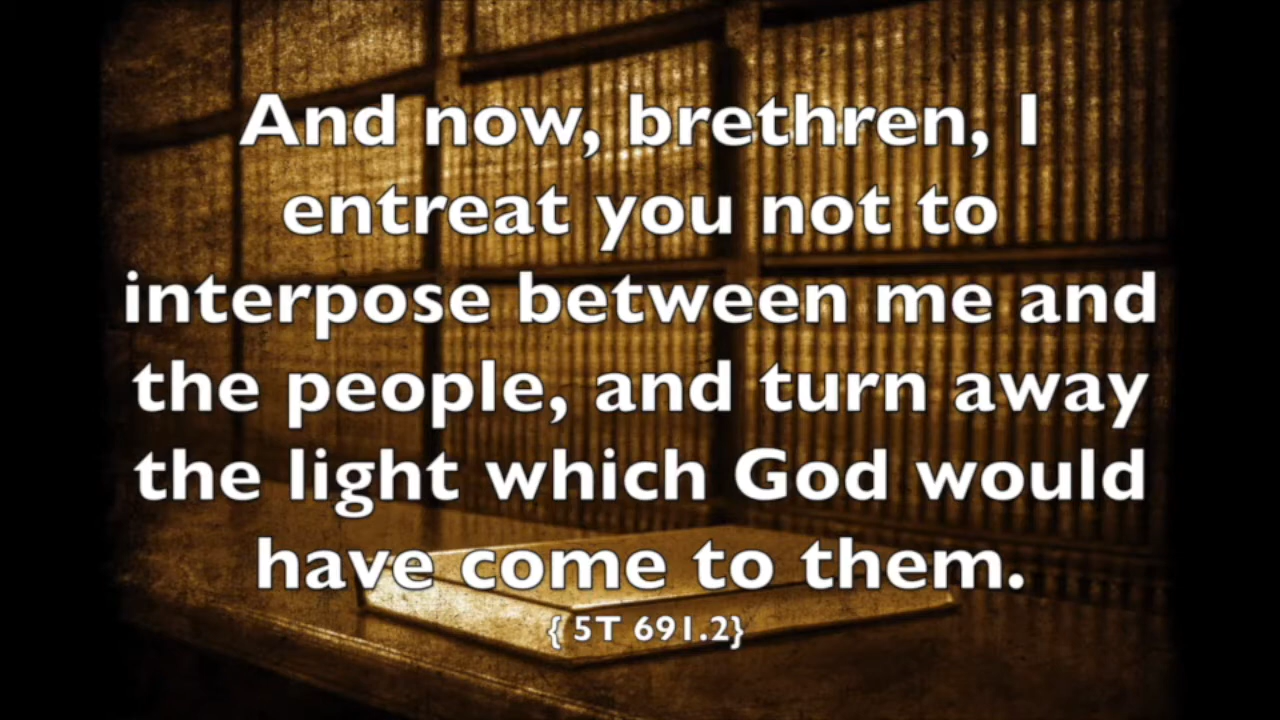 And now, brethren, I
entreat you not to
interpose between me and
the people, and turn away
the light which God would
have come to them.
{ 5T 691.2}